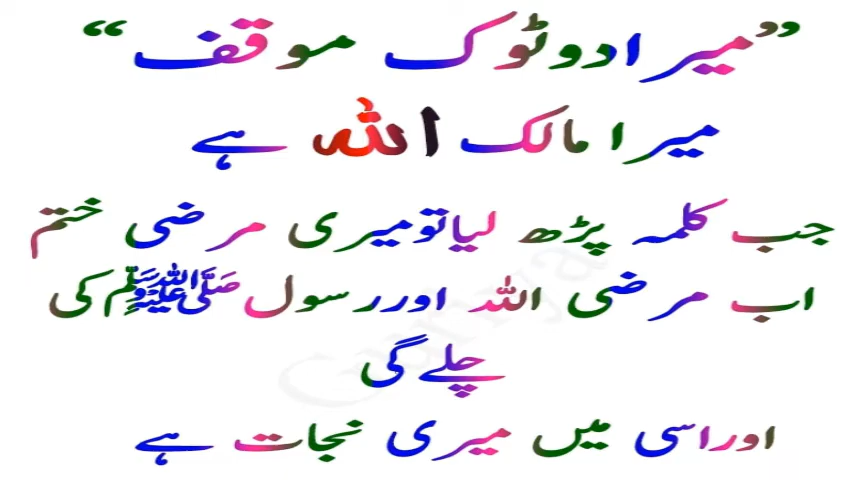 ”میرا دوٹوک موقف“
میرا مالک اللہ ہے
جب کلمہ پڑھ لیا تو میری مرضی ختم
اب مرضی اللہ اور رسول ﷺ کی
چلے گی
اور اسی میں میری نجات ہے